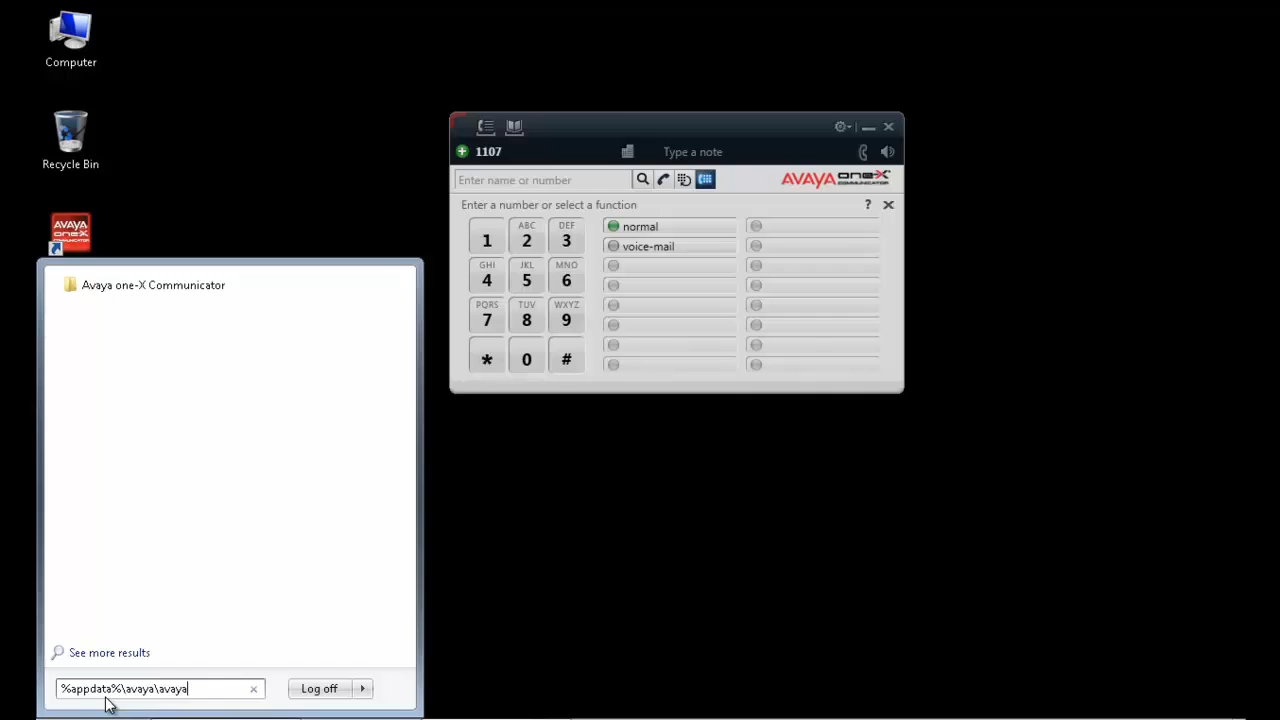 Computer
Recycle Bin
AVAYA
one-X
Avaya one-X Communicator
See more results
%appdata%\avaya\avaya
Log off
1107
Type a note
Enter name or number
AVAYA one-X
COMMUNICATOR
Enter a number or select a function
?
1
ABC
2
DEF
3
GHI
4
JKL
5
MNO
6
PQRS
7
TUV
8
WXYZ
9
*
0
#
normal
voice-mail